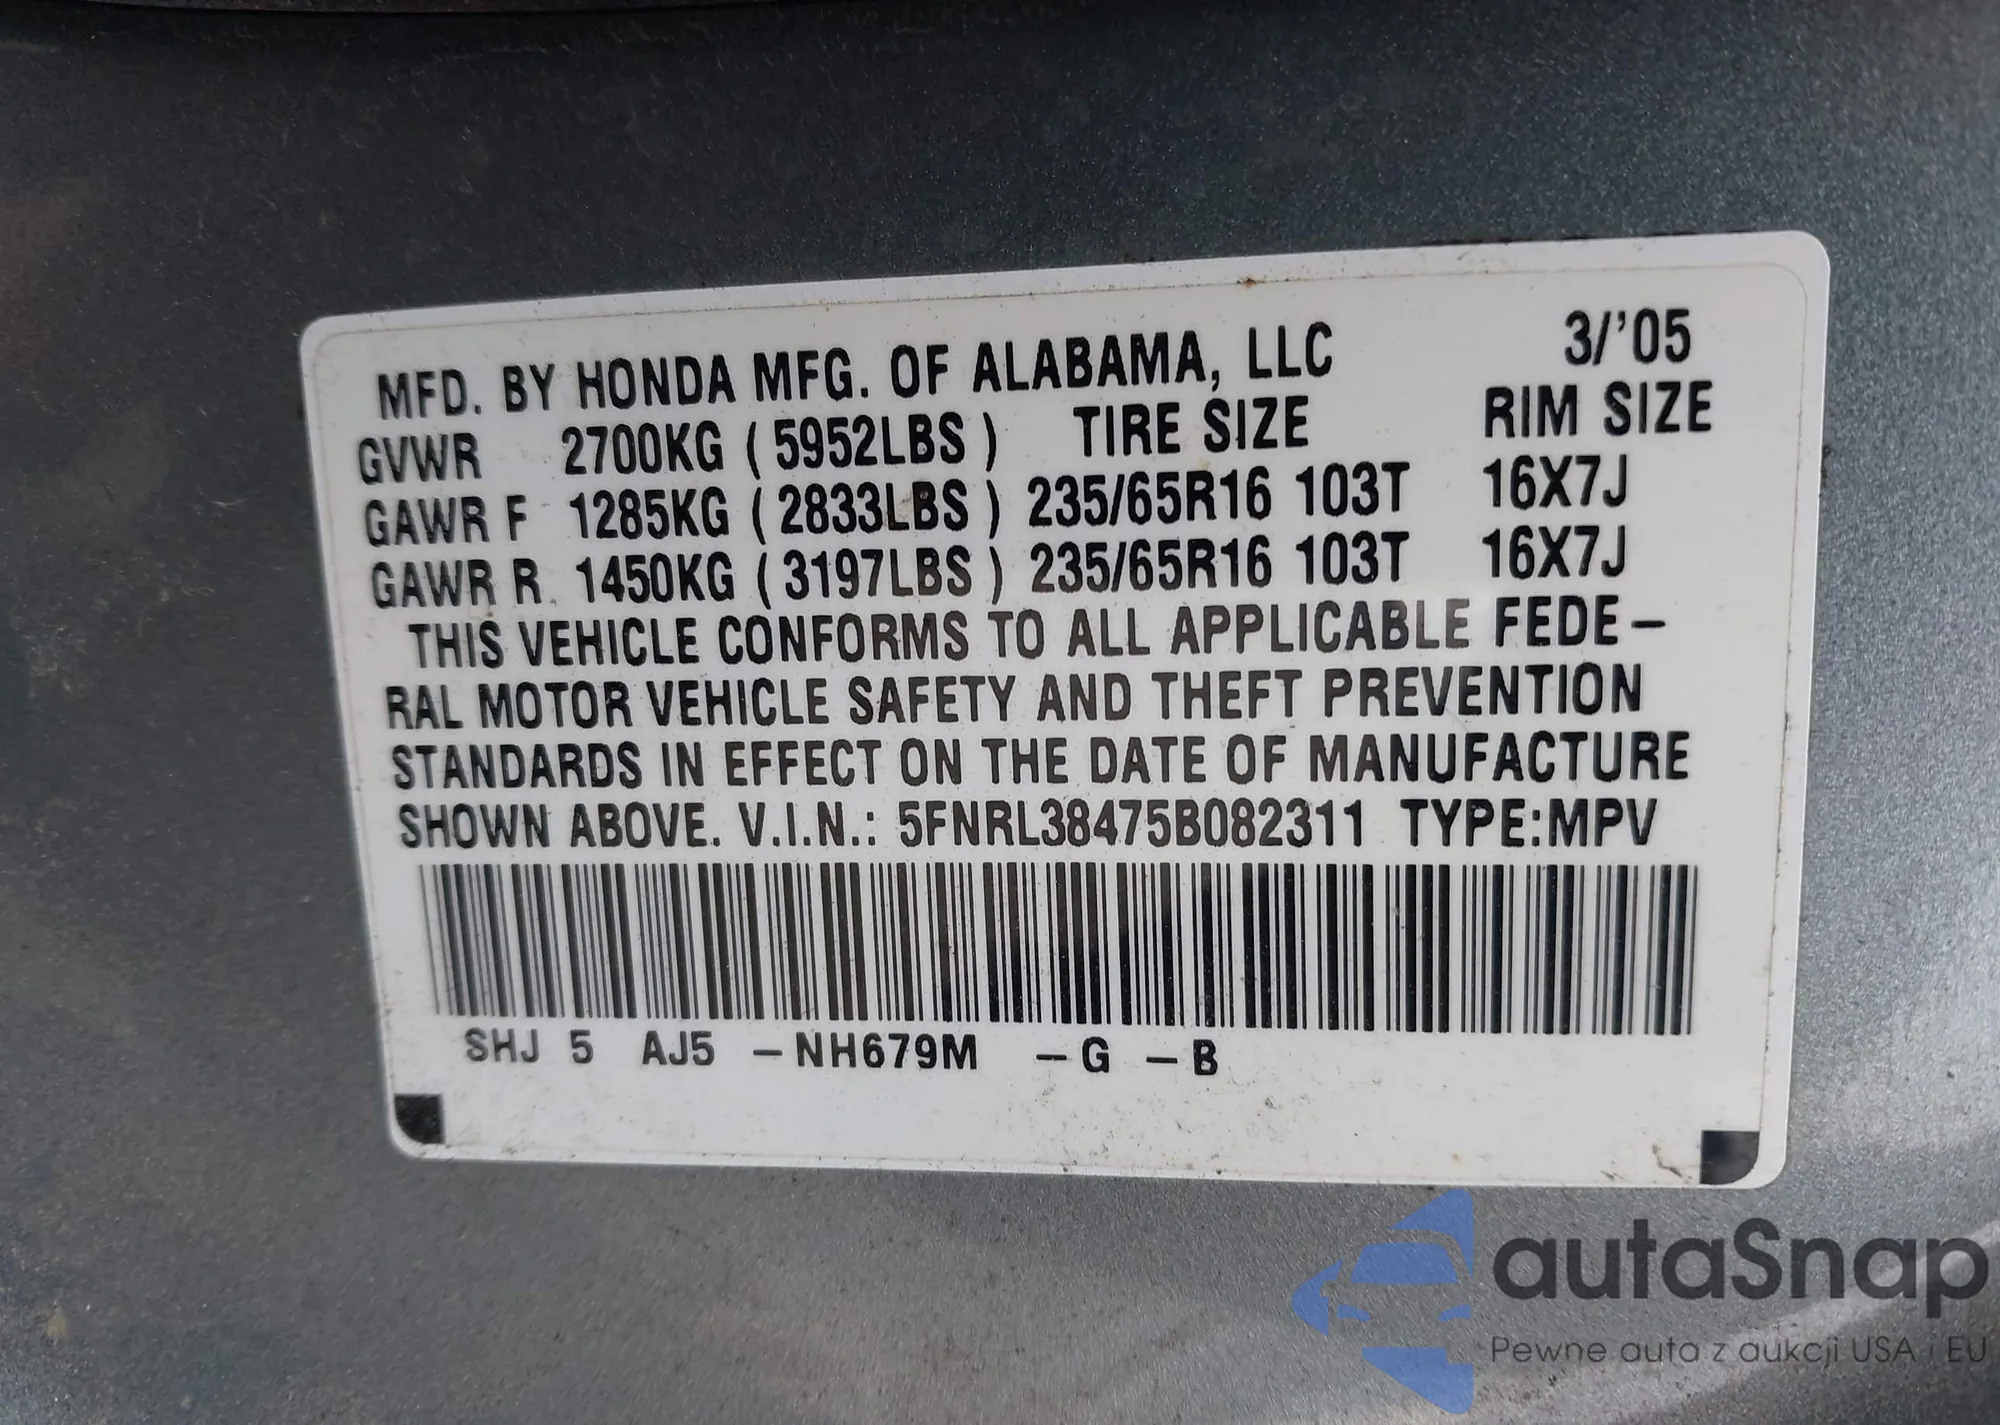 MFD. BY HONDA MFG. OF ALABAMA, LLC 3/'05
GVWR 2700KG ( 5952LBS ) TIRE SIZE RIM SIZE
GAWR F 1285KG ( 2833LBS ) 235/65R16 103T 16X7J
GAWR R 1450KG ( 3197LBS ) 235/65R16 103T 16X7J
THIS VEHICLE CONFORMS TO ALL APPLICABLE FEDE–
RAL MOTOR VEHICLE SAFETY AND THEFT PREVENTION
STANDARDS IN EFFECT ON THE DATE OF MANUFACTURE
SHOWN ABOVE. V.I.N.: 5FNRL38475B082311 TYPE:MPV
SHJ 5 AJ5 –NH679M –G –B
autaSnap
Pewne auta z aukcji USA i EU